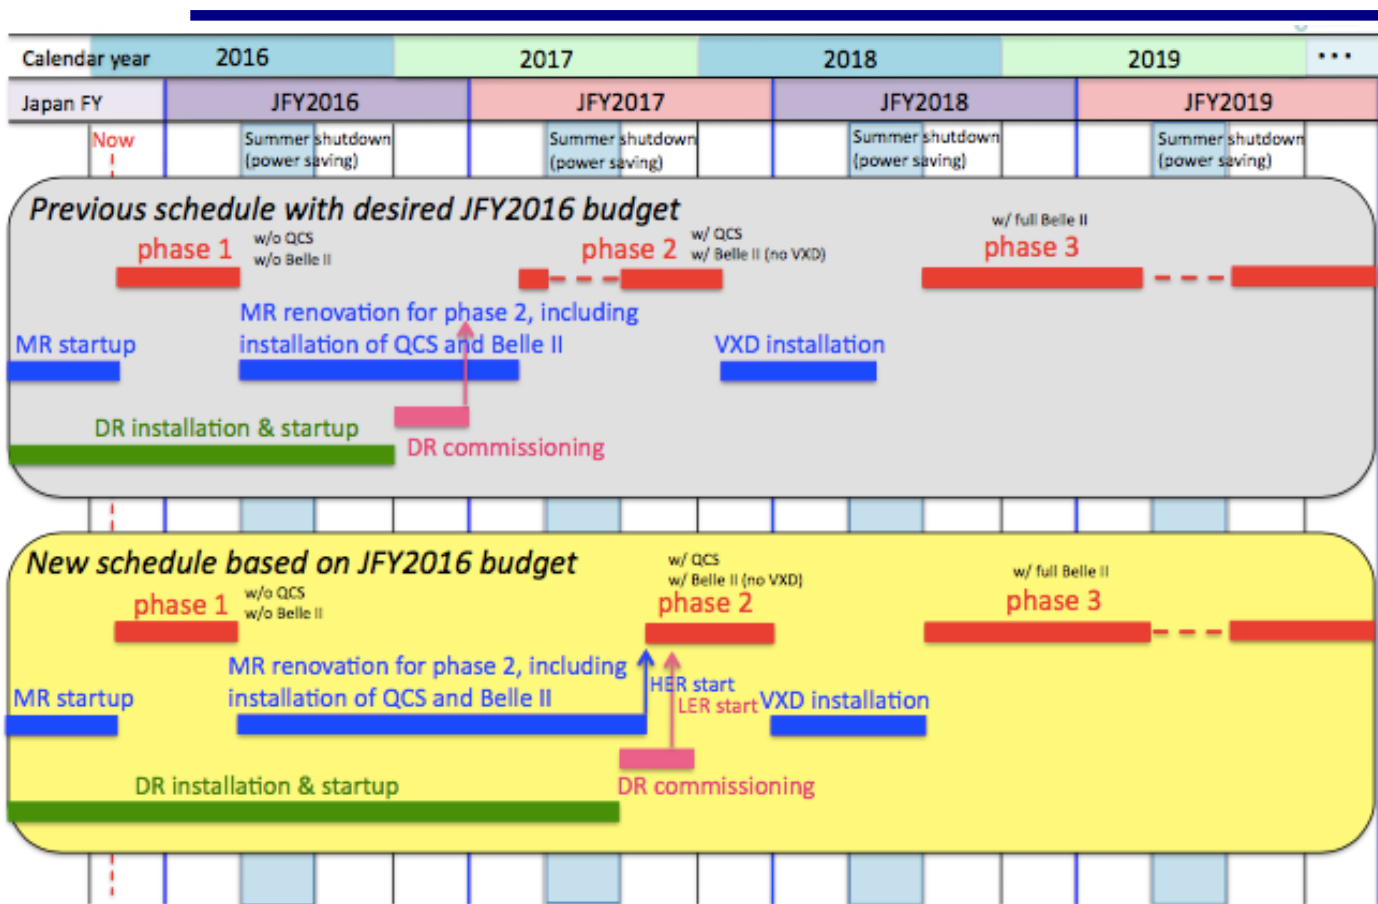 Calendar year 2016 2017 2018 2019 ...
Japan FY JFY2016 JFY2017 JFY2018 JFY2019
Now
Summer shutdown
(power saving)
Summer shutdown
(power saving)
Summer shutdown
(power saving)
Summer shutdown
(power saving)
Previous schedule with desired JFY2016 budget
phase 1
w/o QCS
w/o Belle II
phase 2
w/ QCS
w/ Belle II (no VXD)
w/ full Belle II
phase 3
MR startup
MR renovation for phase 2, including
installation of QCS and Belle II
VXD installation
DR installation & startup
DR commissioning
New schedule based on JFY2016 budget
phase 1
w/o QCS
w/o Belle II
w/ QCS
w/ Belle II (no VXD)
phase 2
w/ full Belle II
phase 3
MR startup
MR renovation for phase 2, including
installation of QCS and Belle II
HER start
LER start
VXD installation
DR installation & startup
DR commissioning